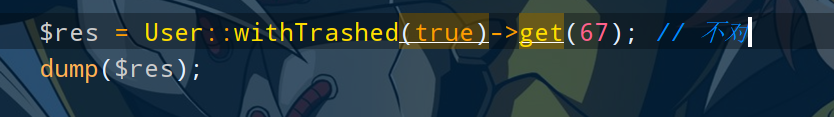 $res = User::withTrashed(true)->get(67); // 不对
dump($res);